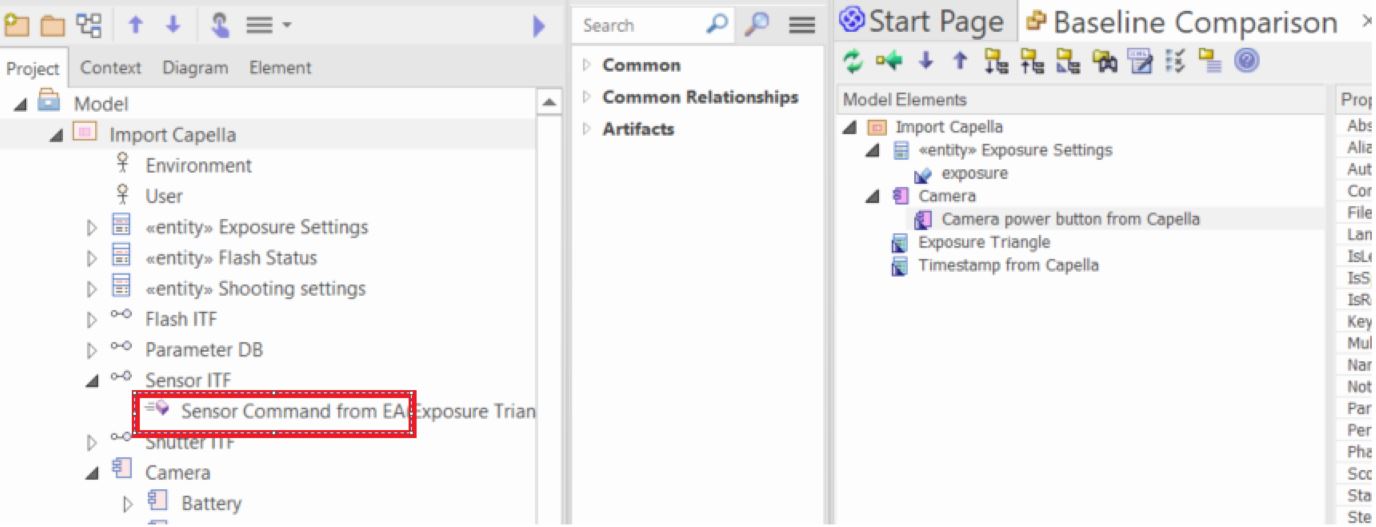 Project Context Diagram Element
Model
Import Capella
Environment
User
«entity» Exposure Settings
«entity» Flash Status
«entity» Shooting settings
Flash ITF
Parameter DB
Sensor ITF
Sensor Command from EA(Exposure Trian
Shutter ITF
Camera
Battery
Search
Common
Common Relationships
Artifacts
Start Page Baseline Comparison
Model Elements
Import Capella
«entity» Exposure Settings
exposure
Camera
Camera power button from Capella
Exposure Triangle
Timestamp from Capella
Prop
Abs
Alia
Aut
Cor
File
Lan
IsLe
IsS
IsR
Key
Mul
Nar
Not
Par
Per
Pha
Sco
Sta
Ste